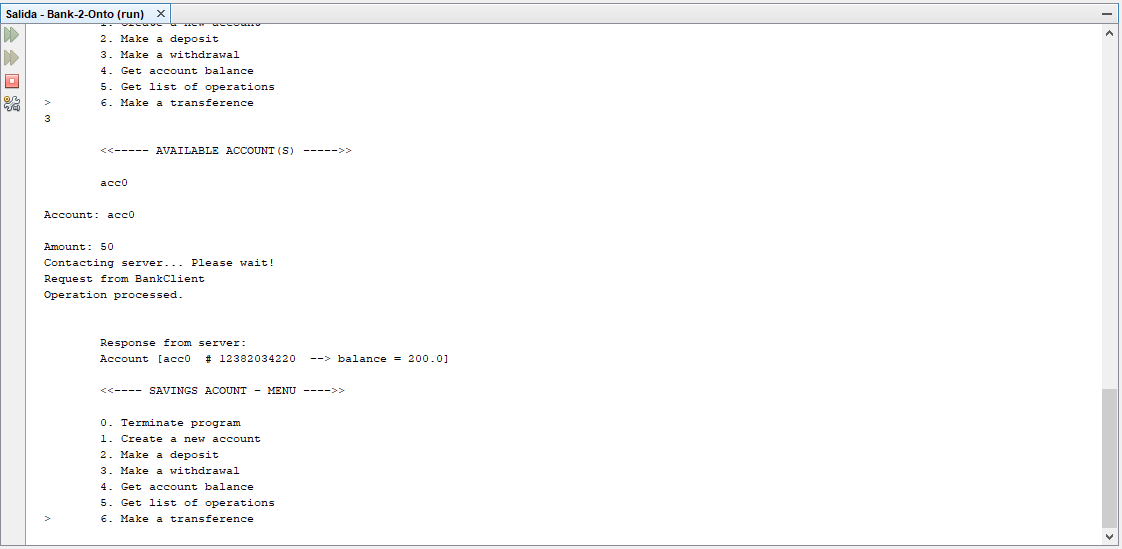 Salida - Bank-2-Onto (run)
1. Create a new account
2. Make a deposit
3. Make a withdrawal
4. Get account balance
5. Get list of operations
> 6. Make a transference
3
<<----- AVAILABLE ACCOUNT(S) ----->>
acc0
Account: acc0
Amount: 50
Contacting server... Please wait!
Request from BankClient
Operation processed.
Response from server:
Account [acc0  # 12382034220  --> balance = 200.0]
<<---- SAVINGS ACOUNT - MENU ---->>
0. Terminate program
1. Create a new account
2. Make a deposit
3. Make a withdrawal
4. Get account balance
5. Get list of operations
> 6. Make a transference